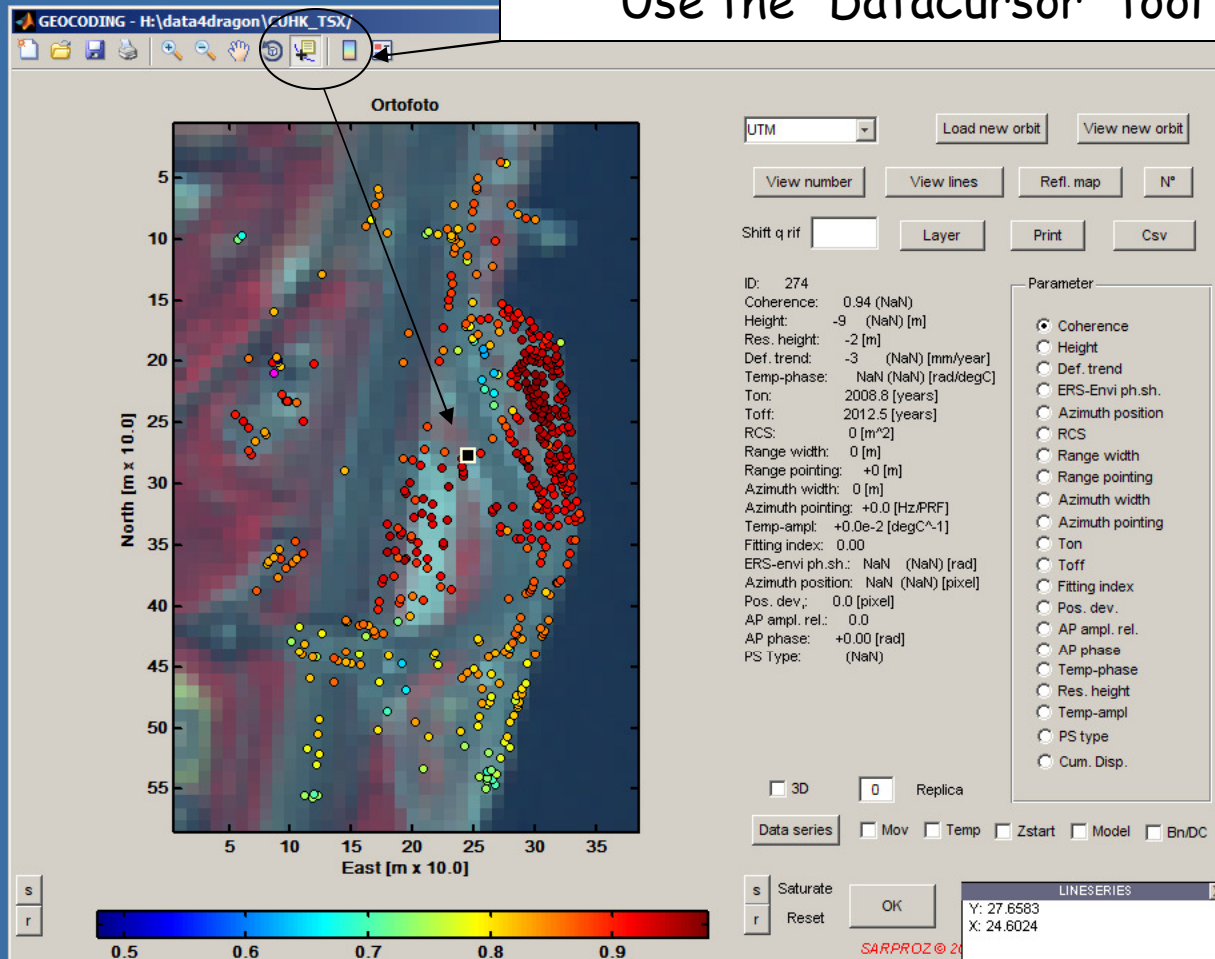 Use the "DataCursor" Tool
GEOCODING - H:\data4dragon\CUHK_TSX/
Ortofoto
5
10
15
20
25
30
35
40
45
50
55
North [m x 10.0]
5 10 15 20 25 30 35
East [m x 10.0]
s
r
0.5 0.6 0.7 0.8 0.9
UTM Load new orbit View new orbit
View number View lines Refl. map N°
Shift q rif Layer Print Csv
ID: 274
Coherence: 0.94 (NaN)
Height: -9 (NaN) [m]
Res. height: -2 [m]
Def. trend: -3 (NaN) [mm/year]
Temp-phase: NaN (NaN) [rad/degC]
Ton: 2008.8 [years]
Toff: 2012.5 [years]
RCS: 0 [m^2]
Range width: 0 [m]
Range pointing: +0 [m]
Azimuth width: 0 [m]
Azimuth pointing: +0.0 [Hz/PRF]
Temp-ampl: +0.0e-2 [degC^-1]
Fitting index: 0.00
ERS-envi ph.sh.: NaN (NaN) [rad]
Azimuth position: NaN (NaN) [pixel]
Pos. dev,: 0.0 [pixel]
AP ampl. rel.: 0.0
AP phase: +0.00 [rad]
PS Type: (NaN)
Parameter
Coherence
Height
Def. trend
ERS-Envi ph.sh.
Azimuth position
RCS
Range width
Range pointing
Azimuth width
Azimuth pointing
Ton
Toff
Fitting index
Pos. dev.
AP ampl. rel.
AP phase
Temp-phase
Res. height
Temp-ampl
PS type
Cum. Disp.
3D 0 Replica
Data series Mov Temp Zstart Model Bn/DC
s Saturate
r Reset
OK
LINESERIES
Y: 27.6583
X: 24.6024
SARPROZ ©